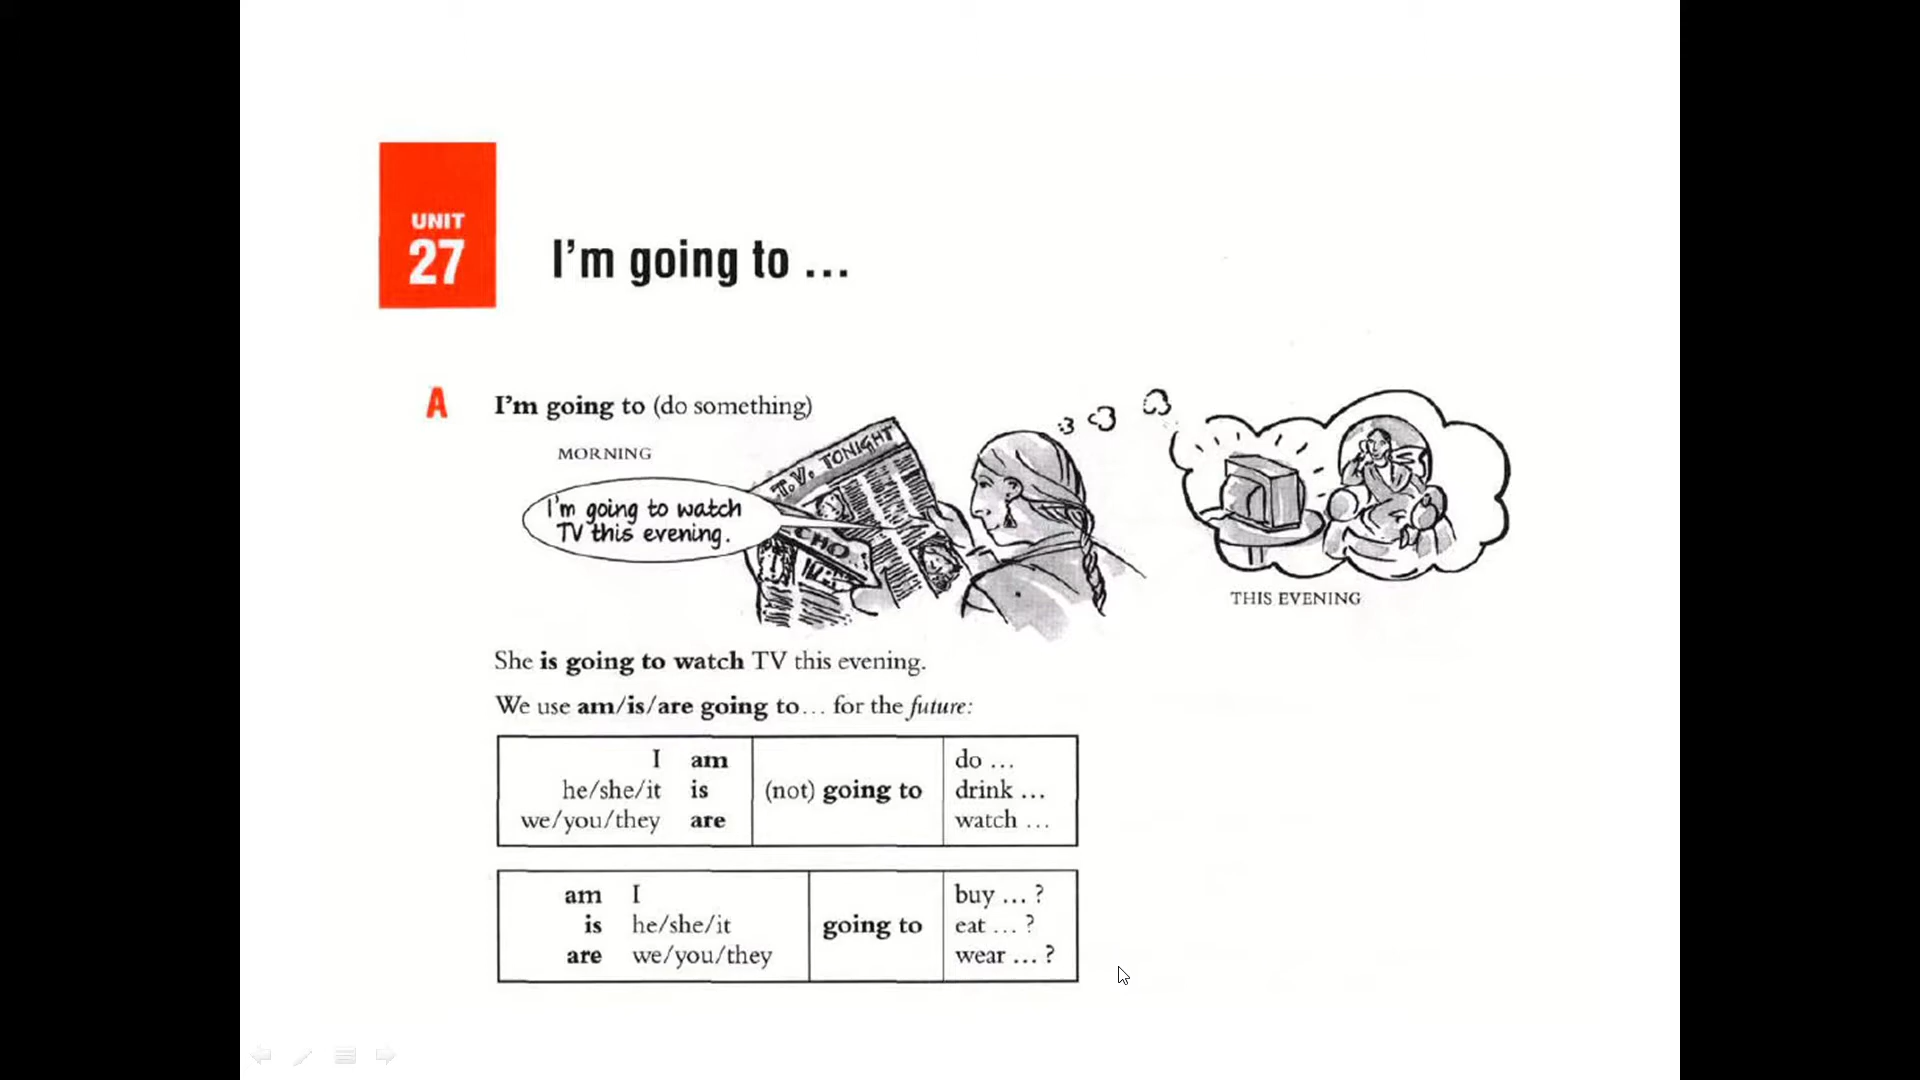 UNIT
27
I'm going to ...
A
I'm going to (do something)
MORNING
T.V. TONIGHT
I'm going to watch
TV this evening.
CHO
THIS EVENING
She is going to watch TV this evening.
We use am/is/are going to... for the future:
I am
he/she/it is
we/you/they are
(not) going to
do ...
drink ...
watch ...
am I
is he/she/it
are we/you/they
going to
buy ... ?
eat ... ?
wear ... ?